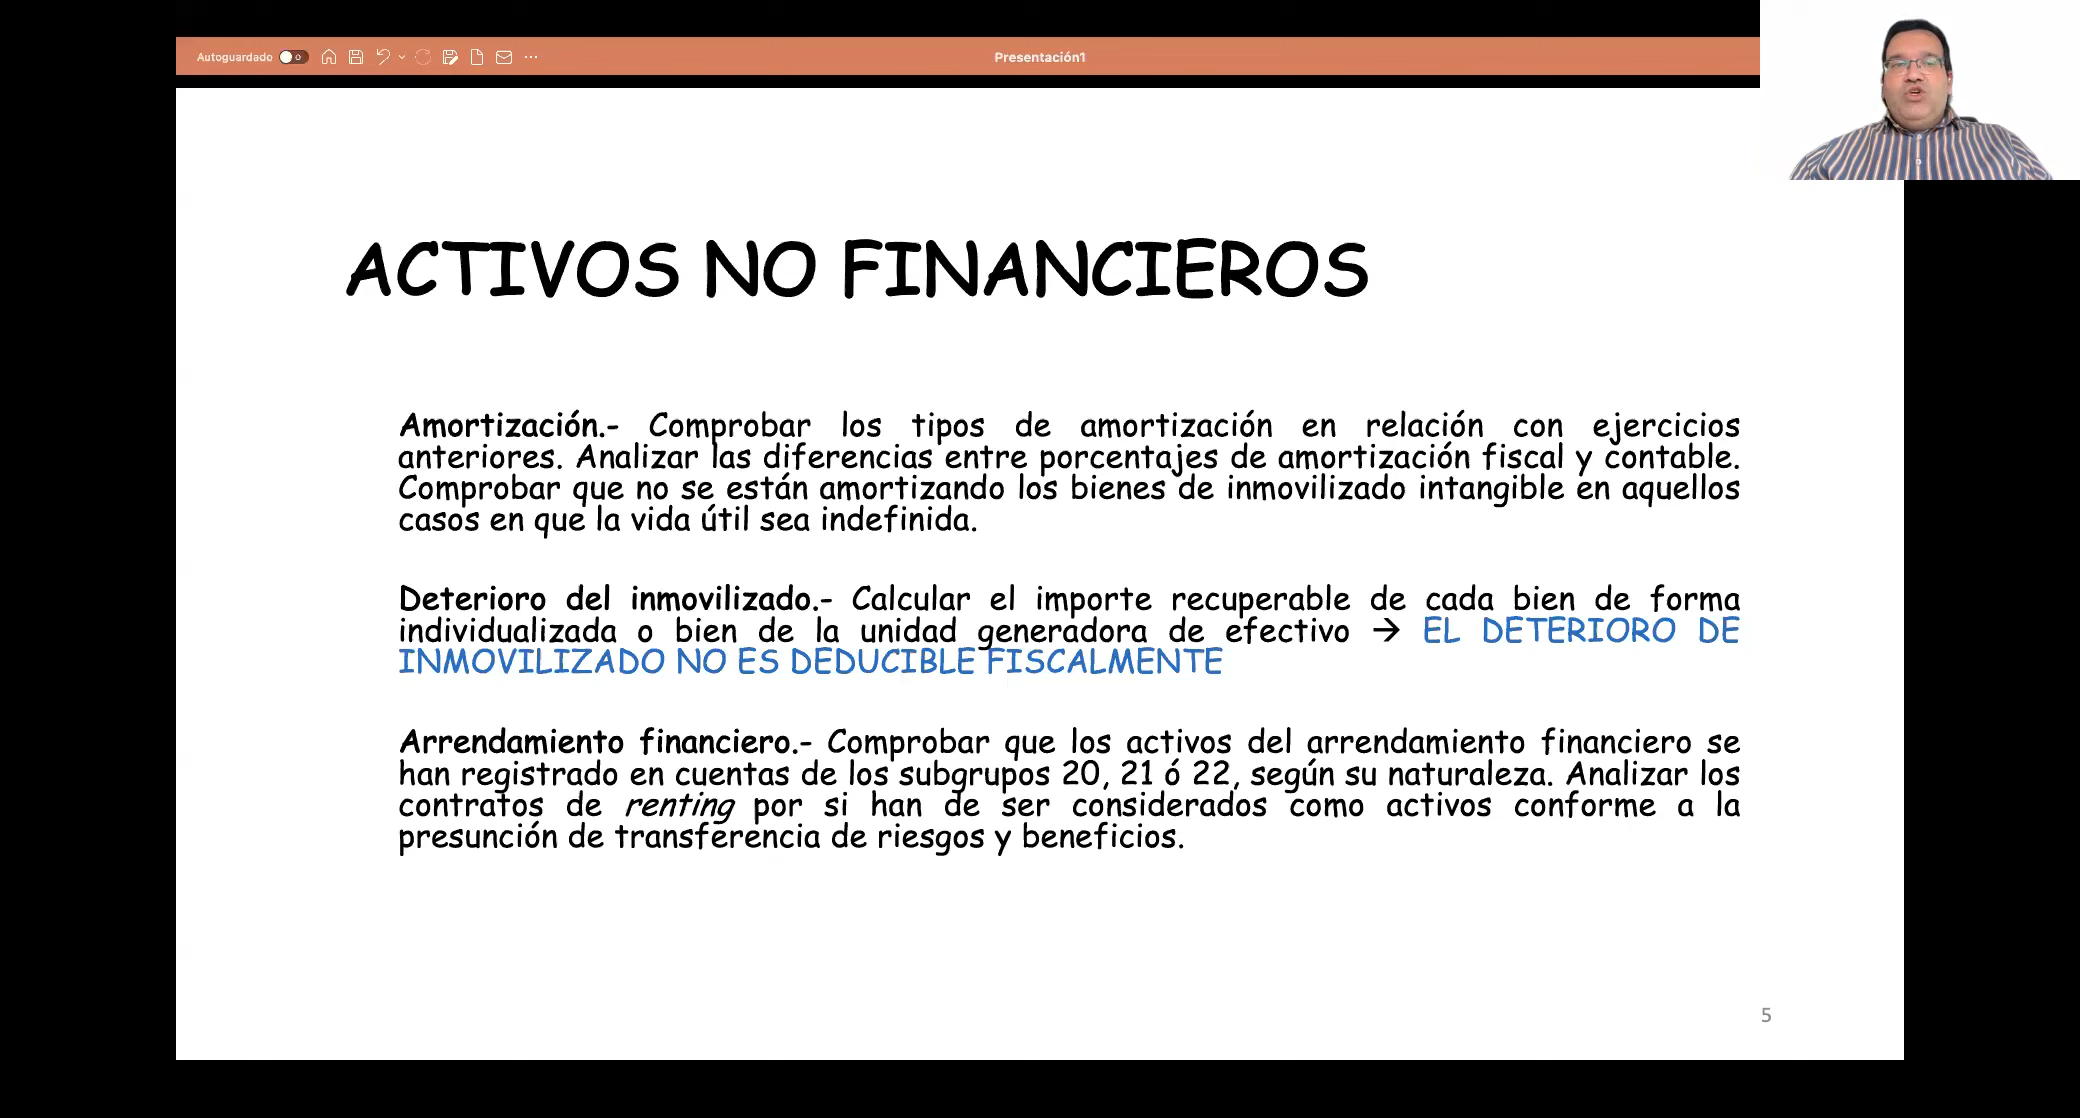 Autoguardado
Presentación1
ACTIVOS NO FINANCIEROS
Amortización.- Comprobar los tipos de amortización en relación con ejercicios
anteriores. Analizar las diferencias entre porcentajes de amortización fiscal y contable.
Comprobar que no se están amortizando los bienes de inmovilizado intangible en aquellos
casos en que la vida útil sea indefinida.
Deterioro del inmovilizado.- Calcular el importe recuperable de cada bien de forma
individualizada o bien de la unidad generadora de efectivo → EL DETERIORO DE
INMOVILIZADO NO ES DEDUCIBLE FISCALMENTE
Arrendamiento financiero.- Comprobar que los activos del arrendamiento financiero se
han registrado en cuentas de los subgrupos 20, 21 ó 22, según su naturaleza. Analizar los
contratos de renting por si han de ser considerados como activos conforme a la
presunción de transferencia de riesgos y beneficios.
5